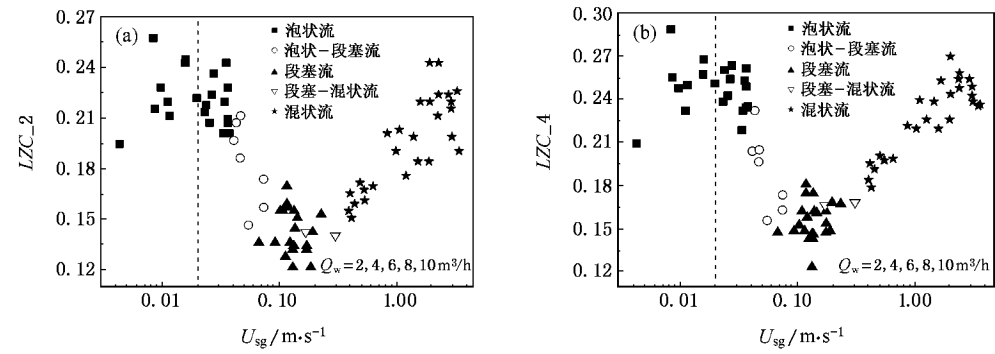 (a)
泡状流
泡状-段塞流
段塞流
段塞-混状流
混状流
LZC_2
0.27
0.24
0.21
0.18
0.15
0.12
Q_w=2,4,6,8,10m³/h
0.01 0.10 1.00
U_sg/m·s⁻¹
(b)
泡状流
泡状-段塞流
段塞流
段塞-混状流
混状流
LZC_4
0.30
0.27
0.24
0.21
0.18
0.15
0.12
Q_w=2,4,6,8,10m³/h
0.01 0.10 1.00
U_sg/m·s⁻¹